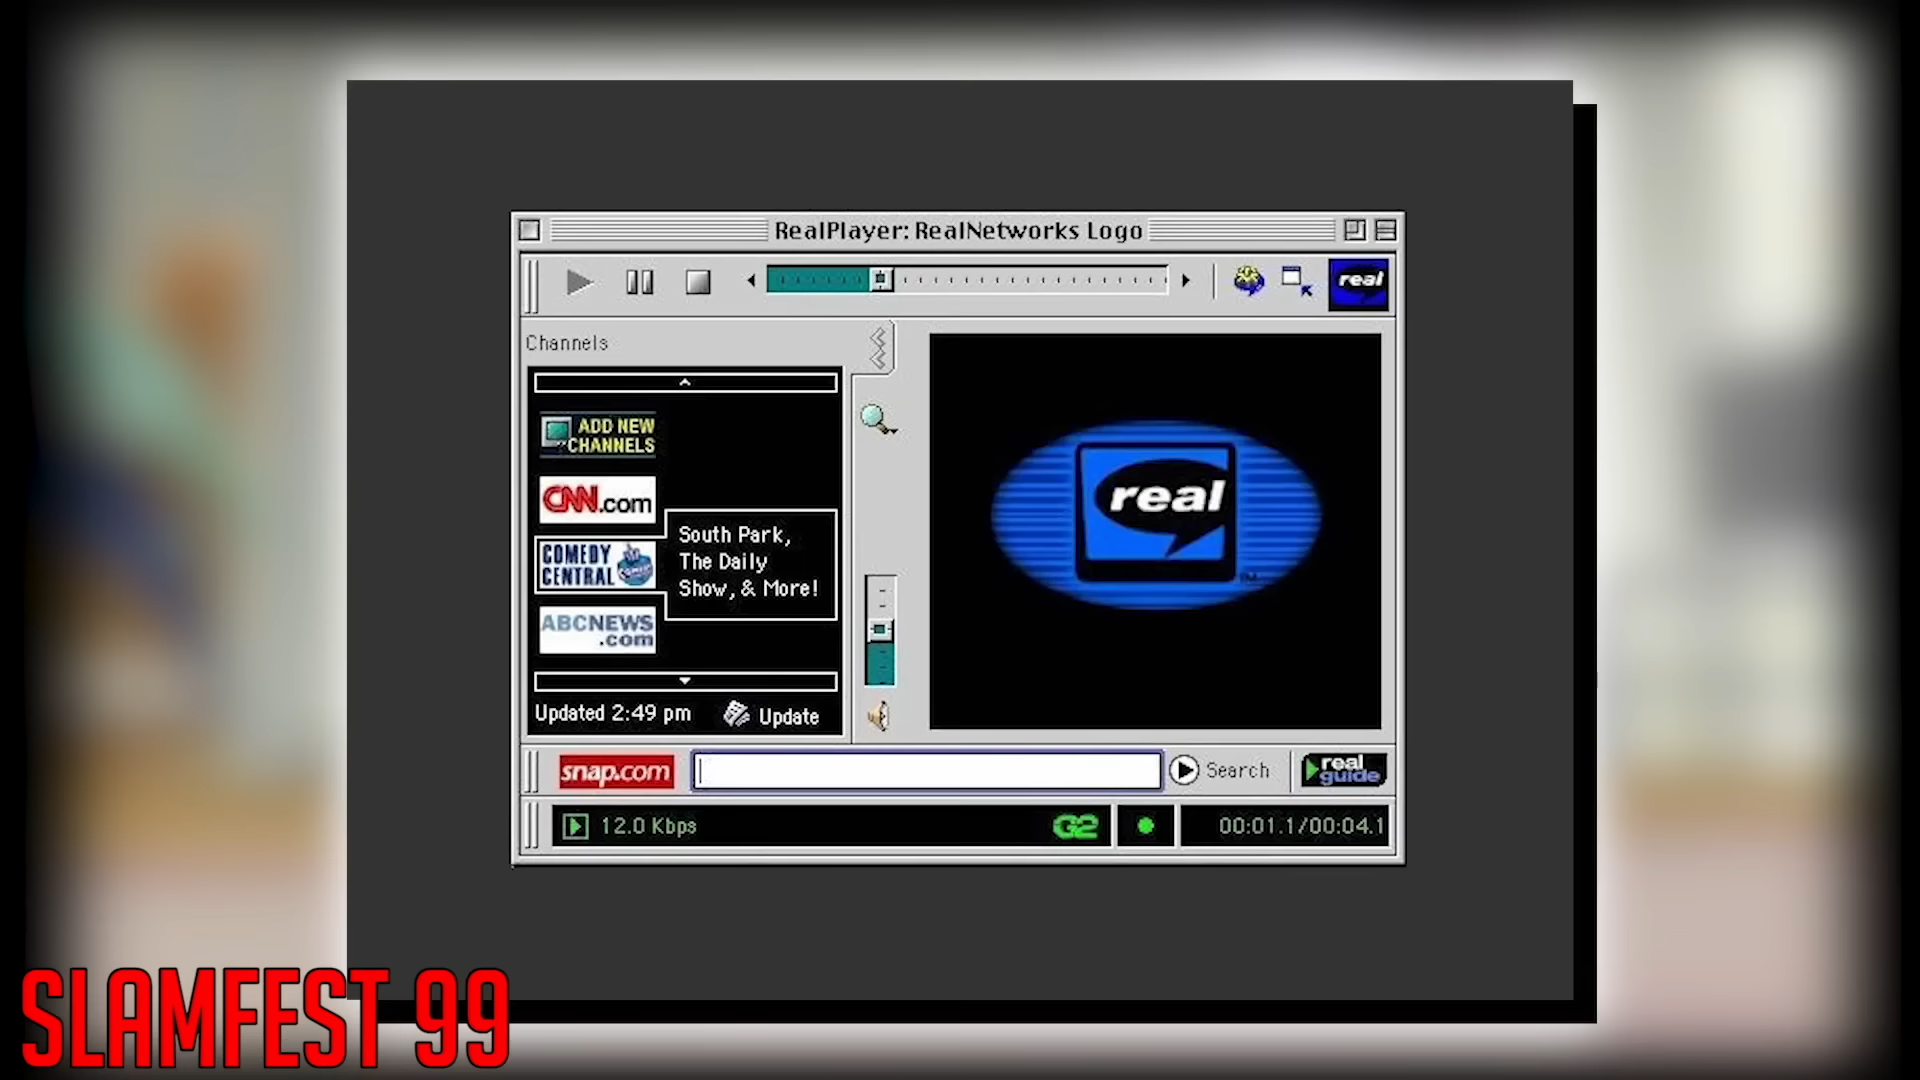 RealPlayer: RealNetworks Logo
real
Channels
ADD NEW
CHANNELS
CNN.com
COMEDY
CENTRAL
South Park,
The Daily
Show, & More!
ABCNEWS
.com
Updated 2:49 pm
Update
real
snap.com
Search
real
guide
12.0 Kbps
G2
00:01.1/00:04.1
SLAMFEST 99